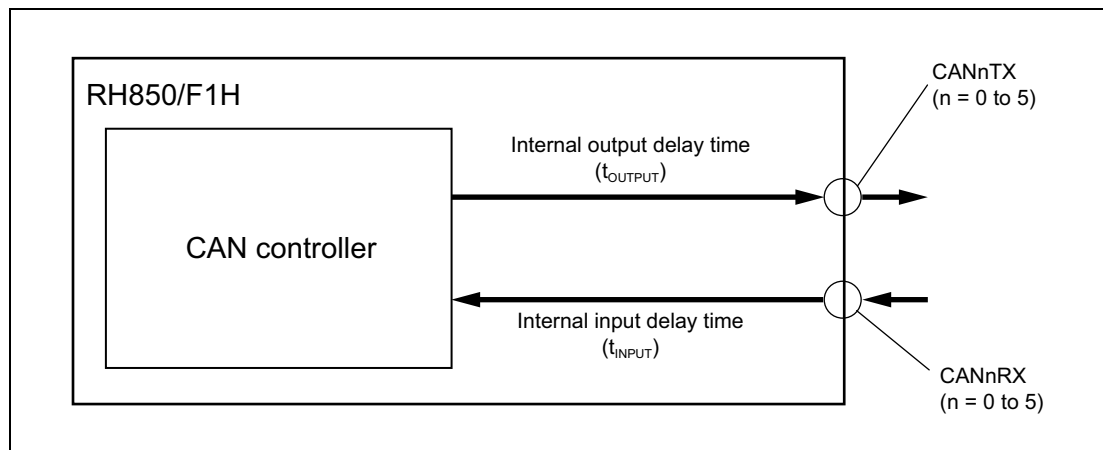 RH850/F1H
CAN controller
Internal output delay time
(tOUTPUT)
Internal input delay time
(tINPUT)
CANnTX
(n = 0 to 5)
CANnRX
(n = 0 to 5)